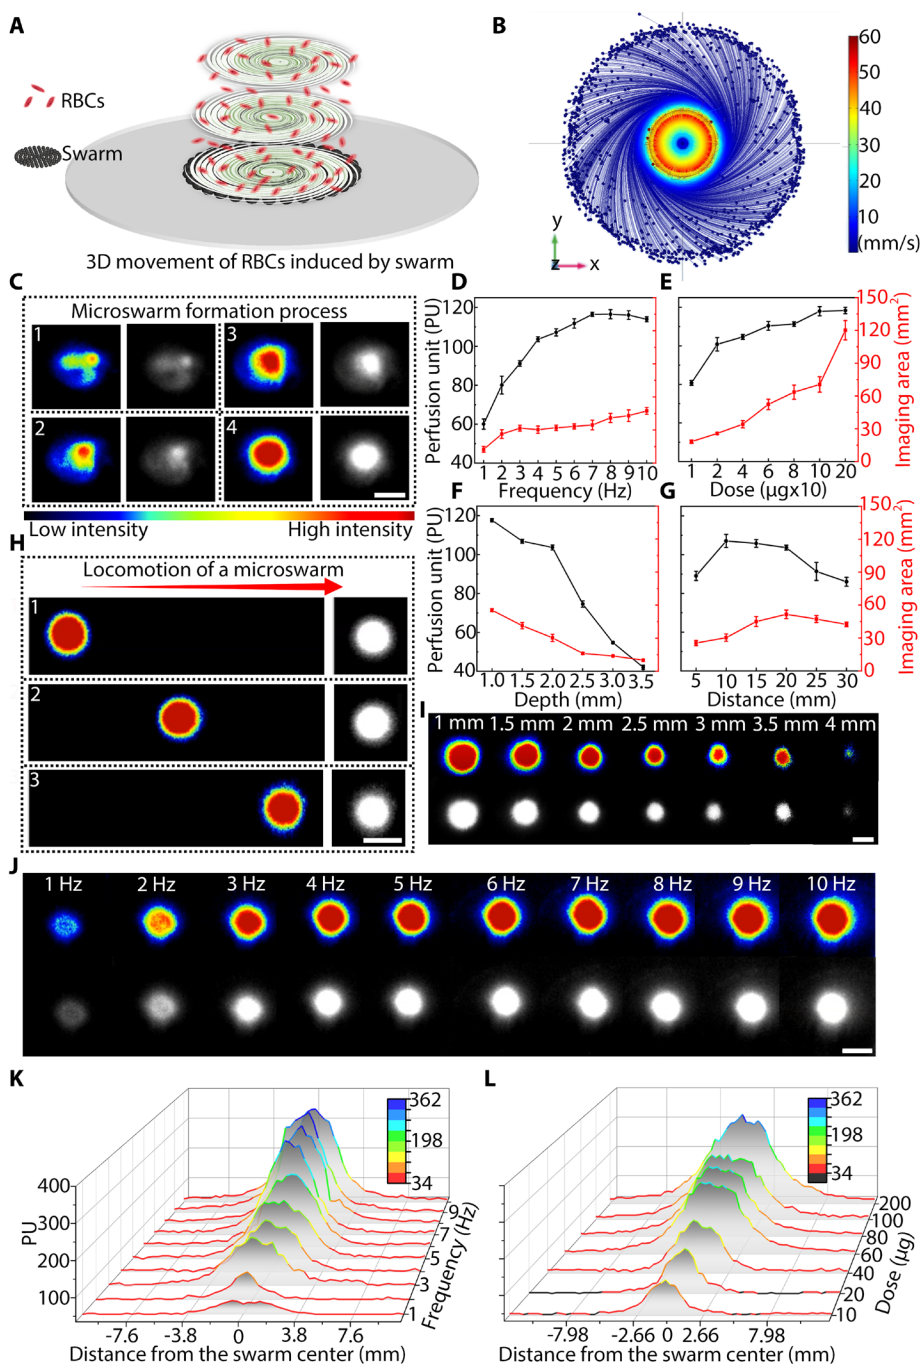 A
RBCs
Swarm
3D movement of RBCs induced by swarm
B
60
50
40
30
20
10
(mm/s)
y
z
x
C
Microswarm formation process
1
3
2
4
Low intensity
High intensity
D
Perfusion unit (PU)
120
100
80
60
40
1 2 3 4 5 6 7 8 9 10
Frequency (Hz)
E
1 2 4 6 8 10 20
Dose (μgx10)
150
120
90
60
30
0
Imaging area (mm²)
F
Perfusion unit (PU)
120
100
80
60
40
1.0 1.5 2.0 2.5 3.0 3.5
Depth (mm)
G
5 10 15 20 25 30
Distance (mm)
150
120
90
60
30
0
Imaging area (mm²)
H
Locomotion of a microswarm
1
2
3
I
1 mm 1.5 mm 2 mm 2.5 mm 3 mm 3.5 mm 4 mm
J
1 Hz 2 Hz 3 Hz 4 Hz 5 Hz 6 Hz 7 Hz 8 Hz 9 Hz 10 Hz
K
362
198
34
400
300
200
100
PU
9
7
5
3
1
Frequency (Hz)
-7.6 -3.8 0 3.8 7.6
Distance from the swarm center (mm)
L
362
198
34
200
100
80
60
40
20
10
Dose (μg)
-7.98 -2.66 0 2.66 7.98
Distance from the swarm center (mm)